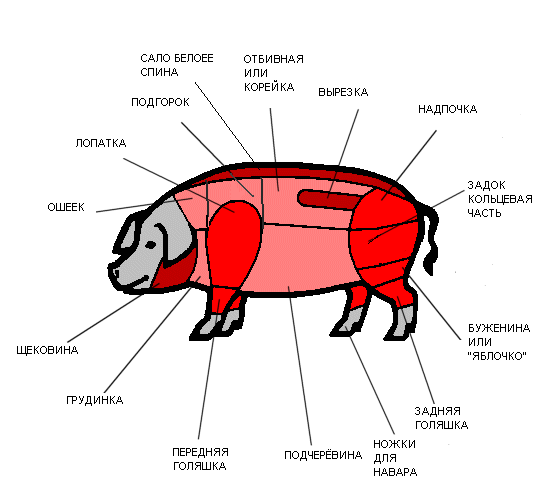 САЛО БЕЛОЕЕ
СПИНА
ОТБИВНАЯ
ИЛИ
КОРЕЙКА
ВЫРЕЗКА
ПОДГОРОК
НАДПОЧКА
ЛОПАТКА
ЗАДОК
КОЛЬЦЕВАЯ
ЧАСТЬ
ОШЕЕК
БУЖЕНИНА
ИЛИ
"ЯБЛОЧКО"
ЩЕКОВИНА
ГРУДИНКА
ЗАДНЯЯ
ГОЛЯШКА
ПЕРЕДНЯЯ
ГОЛЯШКА
ПОДЧЕРЁВИНА
НОЖКИ
ДЛЯ
НАВАРА